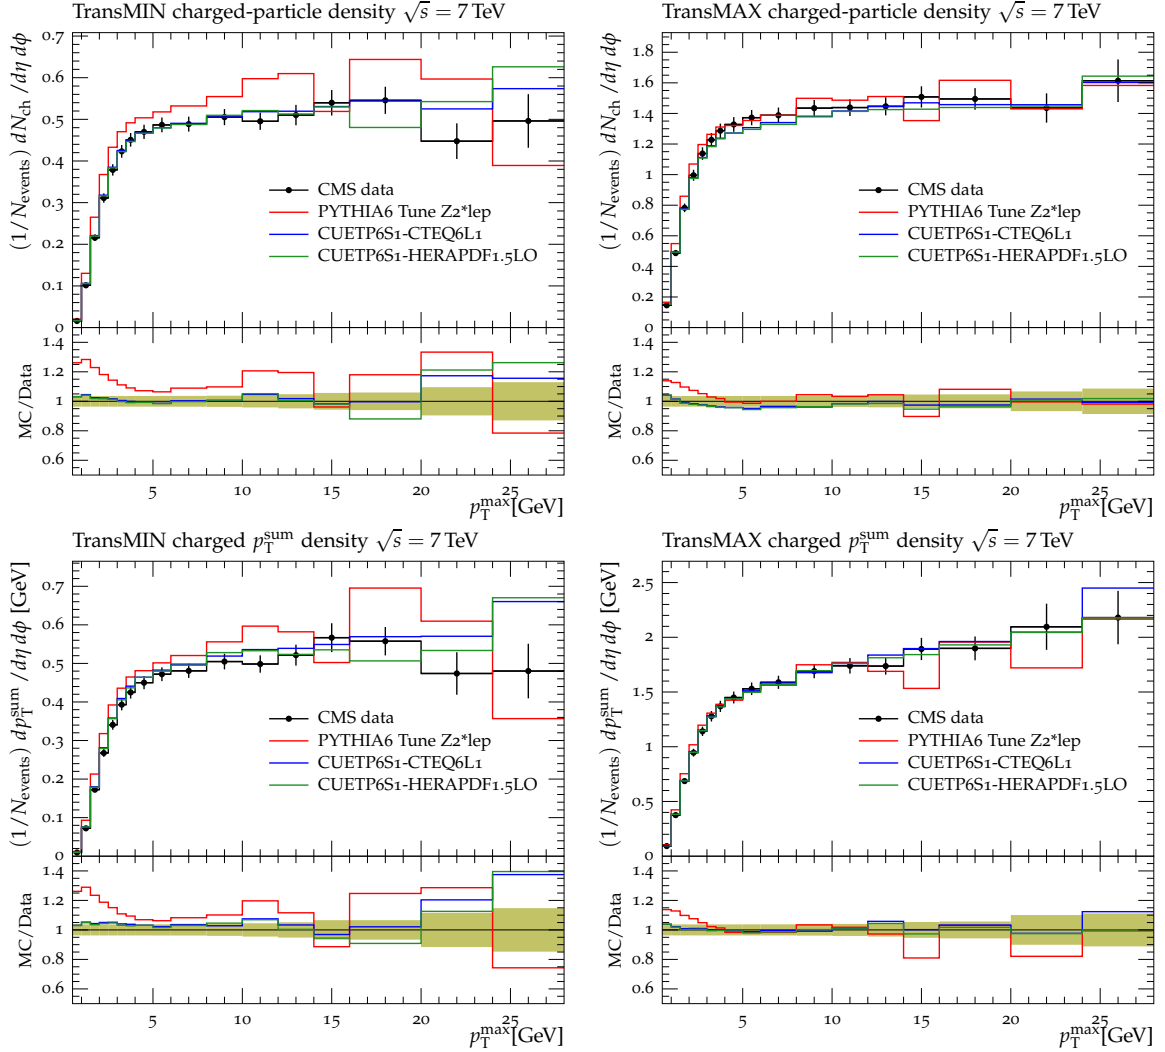 TransMIN charged-particle density √s = 7 TeV
(1/N_events) dN_ch/dη dϕ
0.7
0.6
0.5
0.4
0.3
0.2
0.1
0
CMS data
PYTHIA6 Tune Z2*lep
CUETP6S1-CTEQ6L1
CUETP6S1-HERAPDF1.5LO
MC/Data
1.4
1.2
1
0.8
0.6
5 10 15 20 25
p_T^max[GeV]
TransMAX charged-particle density √s = 7 TeV
(1/N_events) dN_ch/dη dϕ
1.8
1.6
1.4
1.2
1
0.8
0.6
0.4
0.2
0
CMS data
PYTHIA6 Tune Z2*lep
CUETP6S1-CTEQ6L1
CUETP6S1-HERAPDF1.5LO
MC/Data
1.4
1.2
1
0.8
0.6
5 10 15 20 25
p_T^max[GeV]
TransMIN charged p_T^sum density √s = 7 TeV
(1/N_events) dp_T^sum/dη dϕ [GeV]
0.7
0.6
0.5
0.4
0.3
0.2
0.1
0
CMS data
PYTHIA6 Tune Z2*lep
CUETP6S1-CTEQ6L1
CUETP6S1-HERAPDF1.5LO
MC/Data
1.4
1.2
1
0.8
0.6
5 10 15 20 25
p_T^max[GeV]
TransMAX charged p_T^sum density √s = 7 TeV
(1/N_events) dp_T^sum/dη dϕ [GeV]
2.5
2
1.5
1
0.5
0
CMS data
PYTHIA6 Tune Z2*lep
CUETP6S1-CTEQ6L1
CUETP6S1-HERAPDF1.5LO
MC/Data
1.4
1.2
1
0.8
0.6
5 10 15 20 25
p_T^max[GeV]